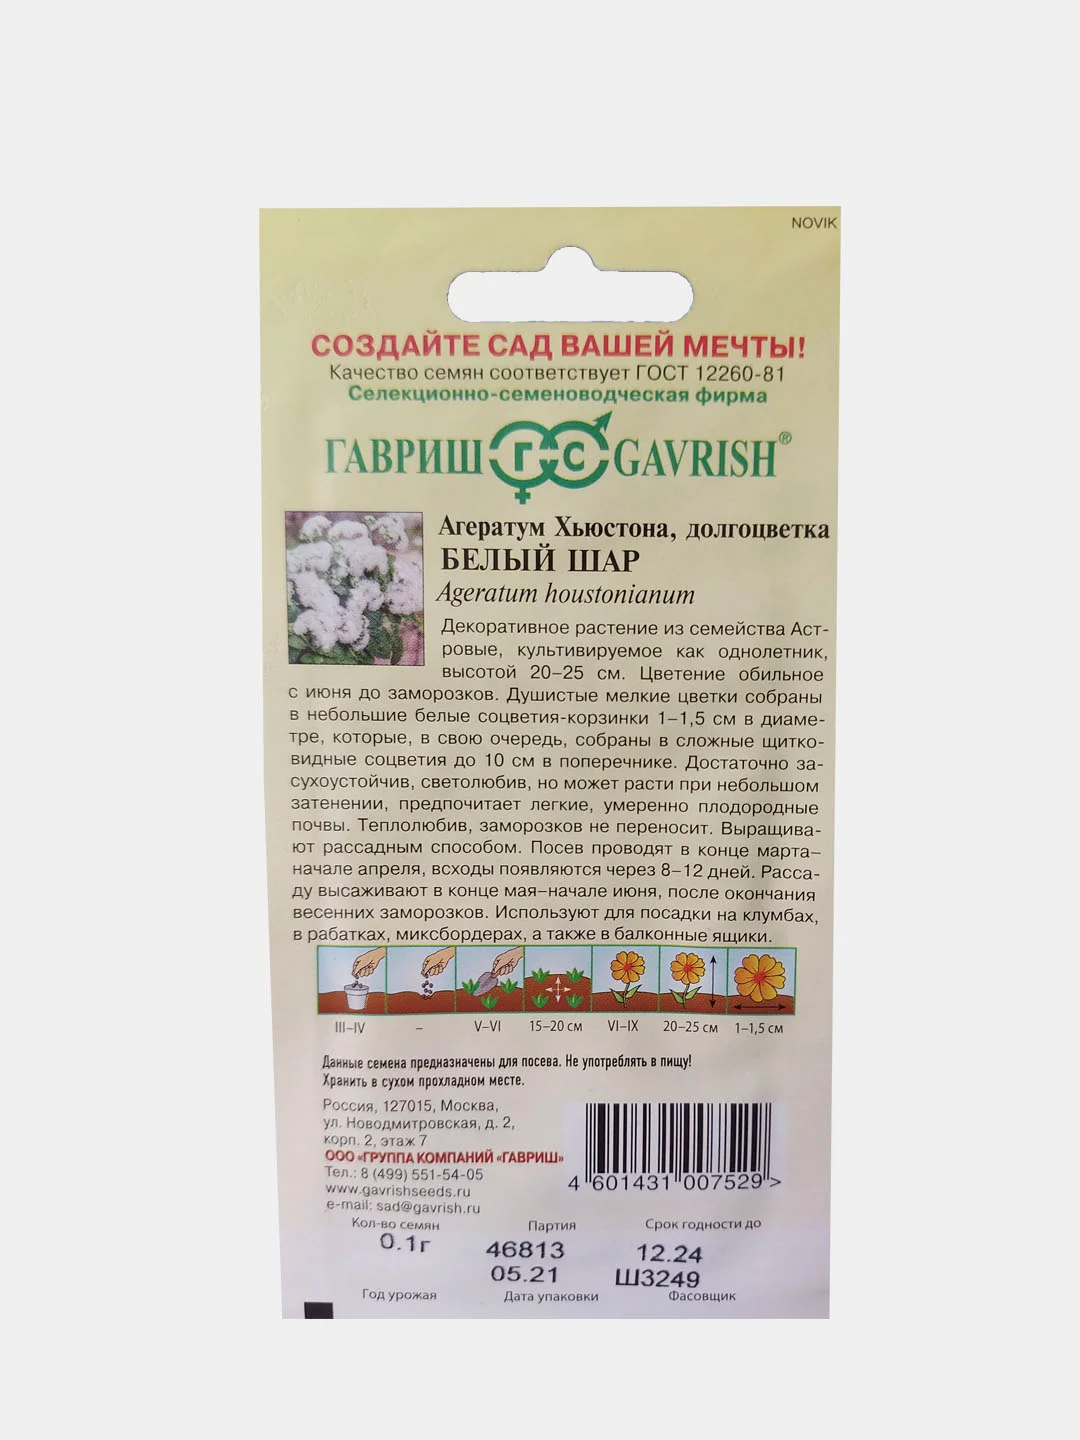 NOVIK
СОЗДАЙТЕ САД ВАШЕЙ МЕЧТЫ!
Качество семян соответствует ГОСТ 12260-81
Селекционно-семеноводческая фирма
ГАВРИШ Г С GAVRISH®
Агератум Хьюстона, долгоцветка
БЕЛЫЙ ШАР
Ageratum houstonianum
Декоративное растение из семейства Аст-
ровые, культивируемое как однолетник,
высотой 20–25 см. Цветение обильное
с июня до заморозков. Душистые мелкие цветки собраны
в небольшие белые соцветия-корзинки 1–1,5 см в диаме-
тре, которые, в свою очередь, собраны в сложные щитко-
видные соцветия до 10 см в поперечнике. Достаточно за-
сухоустойчив, светолюбив, но может расти при небольшом
затенении, предпочитает легкие, умеренно плодородные
почвы. Теплолюбив, заморозков не переносит. Выращива-
ют рассадным способом. Посев проводят в конце марта–
начале апреля, всходы появляются через 8–12 дней. Расса-
ду высаживают в конце мая–начале июня, после окончания
весенних заморозков. Используют для посадки на клумбах,
в рабатках, миксбордерах, а также в балконные ящики.
III–IV – V–VI 15–20 см VI–IX 20–25 см 1–1,5 см
Данные семена предназначены для посева. Не употреблять в пищу!
Хранить в сухом прохладном месте.
Россия, 127015, Москва,
ул. Новодмитровская, д. 2,
корп. 2, этаж 7
ООО «ГРУППА КОМПАНИЙ «ГАВРИШ»
Тел.: 8 (499) 551-54-05
www.gavrishseeds.ru
e-mail: sad@gavrish.ru
4 601431 007529 >
Кол-во семян Партия Срок годности до
0.1г 46813 12.24
05.21 Ш3249
Год урожая Дата упаковки Фасовщик